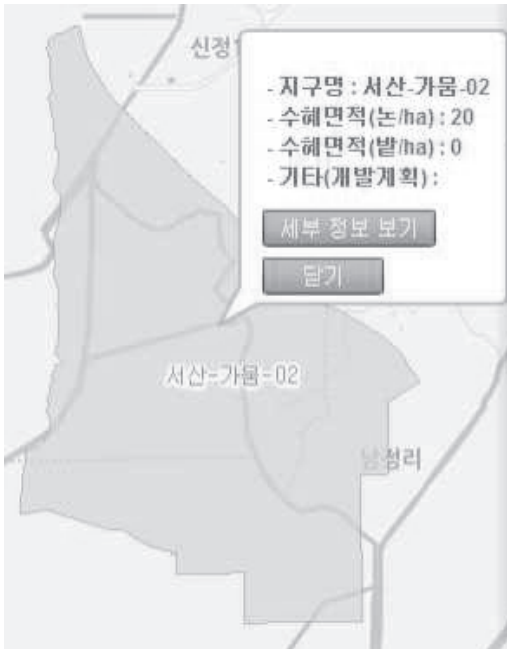 신정
- 지구명 : 서산-가뭄-02
- 수혜면적(논/ha) : 20
- 수혜면적(밭/ha) : 0
- 기타(개발계획) :
세부 정보 보기
닫기
서산-가뭄-02
남정리